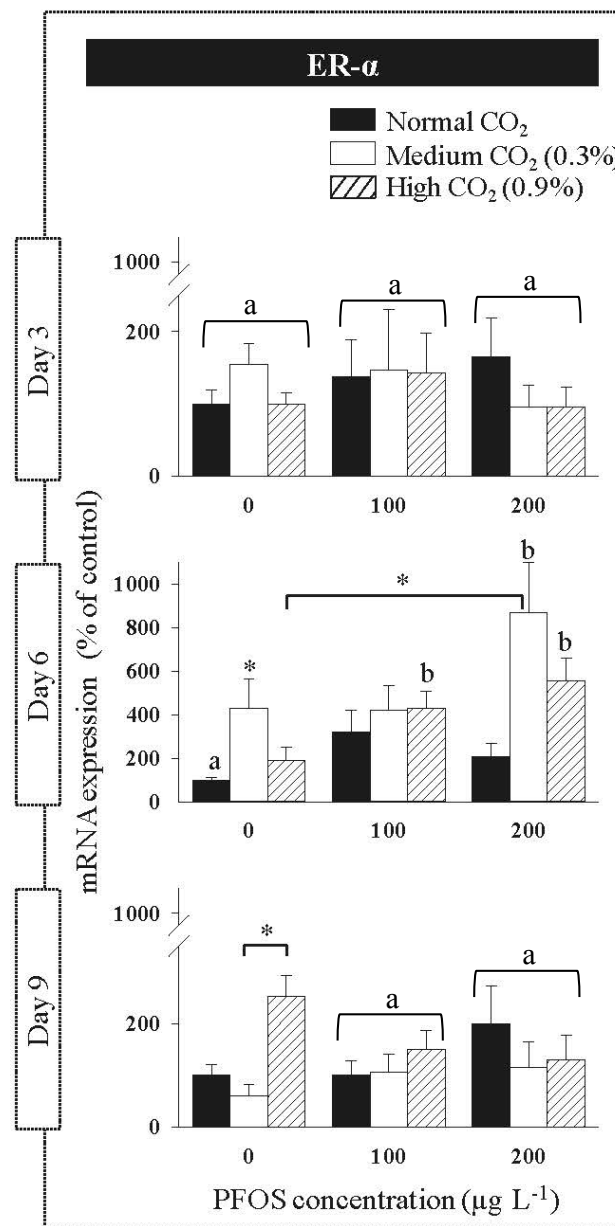 ER-α
Normal CO₂
Medium CO₂ (0.3%)
High CO₂ (0.9%)
mRNA expression (% of control)
Day 3
1000
200
0
a
a
a
0
100
200
Day 6
1000
800
600
400
200
0
a
*
*
b
b
b
0
100
200
Day 9
1000
200
0
*
a
a
0
100
200
PFOS concentration (µg L⁻¹)